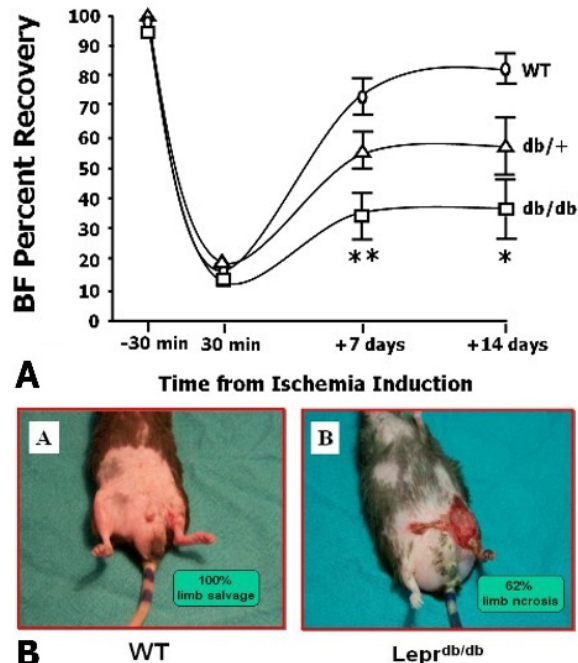 BF Percent Recovery
100
90
80
70
60
50
40
30
20
10
0
WT
db/+
db/db
**
*
-30 min 30 min +7 days +14 days
A Time from Ischemia Induction
A
100%
limb salvage
B
62%
limb ncrosis
B WT Lepr^db/db